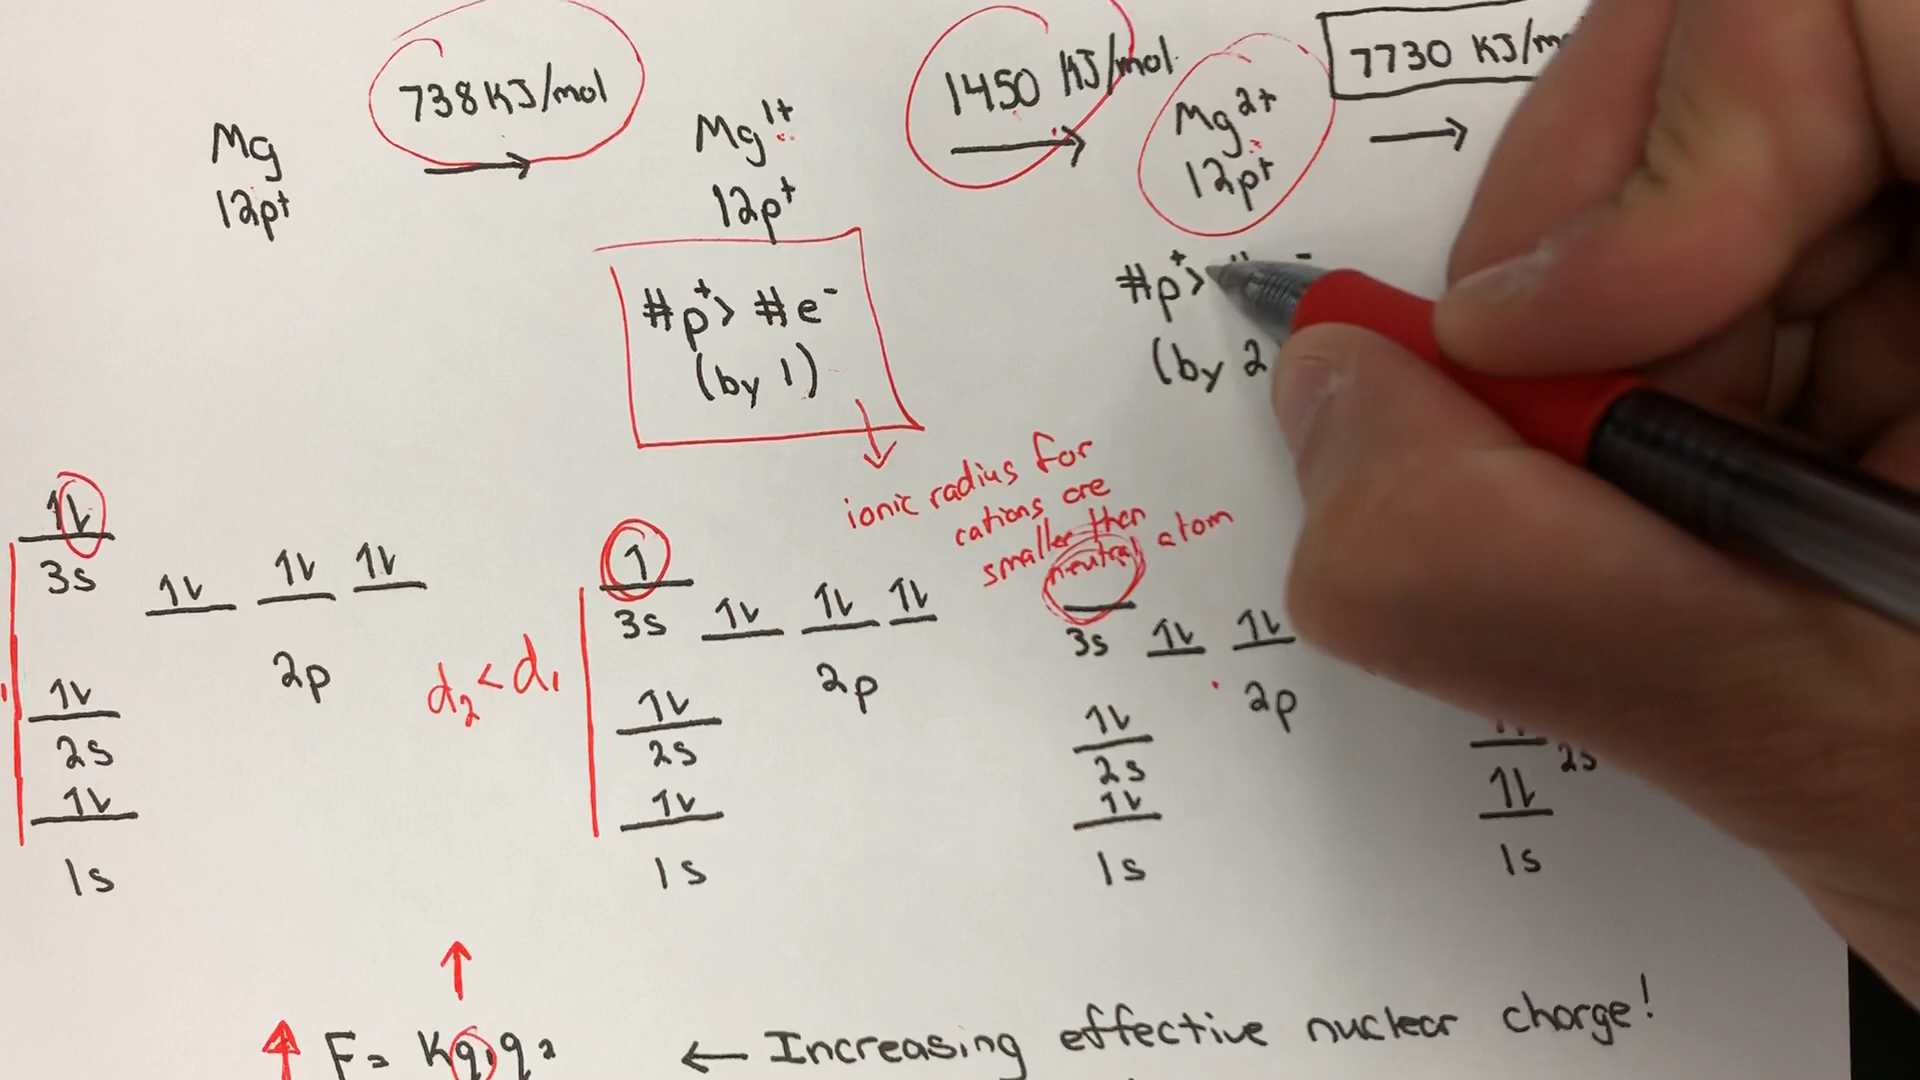 738 KJ/mol
1450 KJ/mol
7730 KJ/m
Mg
12p+
Mg1+
12p+
Mg2+
12p+
#p+> #e-
(by 1)
#p+>
(by 2
ionic radius for
cations are
smaller then
neutral atom
1s
2s
2p
3s
d2 < d1
3s
2p
2s
1s
3s
2p
2s
1s
2s
1s
F= Kq1q2
← Increasing effective nuclear charge!